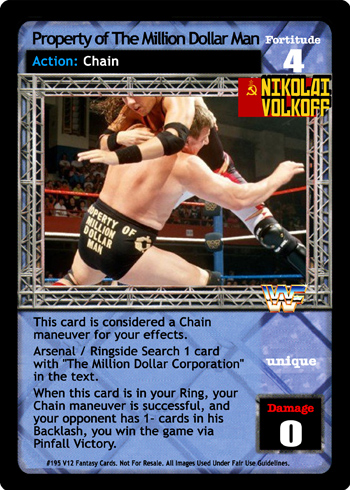 Property of The Million Dollar Man
Fortitude
4
Action: Chain
NIKOLAI
VOLKOFF
PROPERTY OF
MILLION
DOLLAR
MAN
This card is considered a Chain
maneuver for your effects.
Arsenal / Ringside Search 1 card
with "The Million Dollar Corporation"
in the text.
unique
When this card is in your Ring, your
Chain maneuver is successful, and
your opponent has 1- cards in his
Backlash, you win the game via
Pinfall Victory.
Damage
0
#195 V12 Fantasy Cards. Not For Resale. All Images Used Under Fair Use Guidelines.